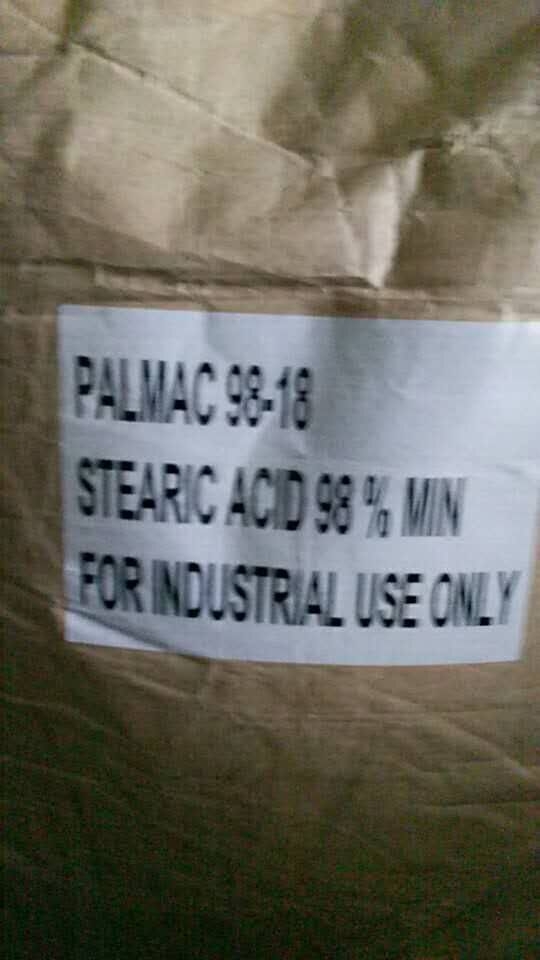 PALMAC 98-18
STEARIC ACID 98 % MIN
FOR INDUSTRIAL USE ONLY